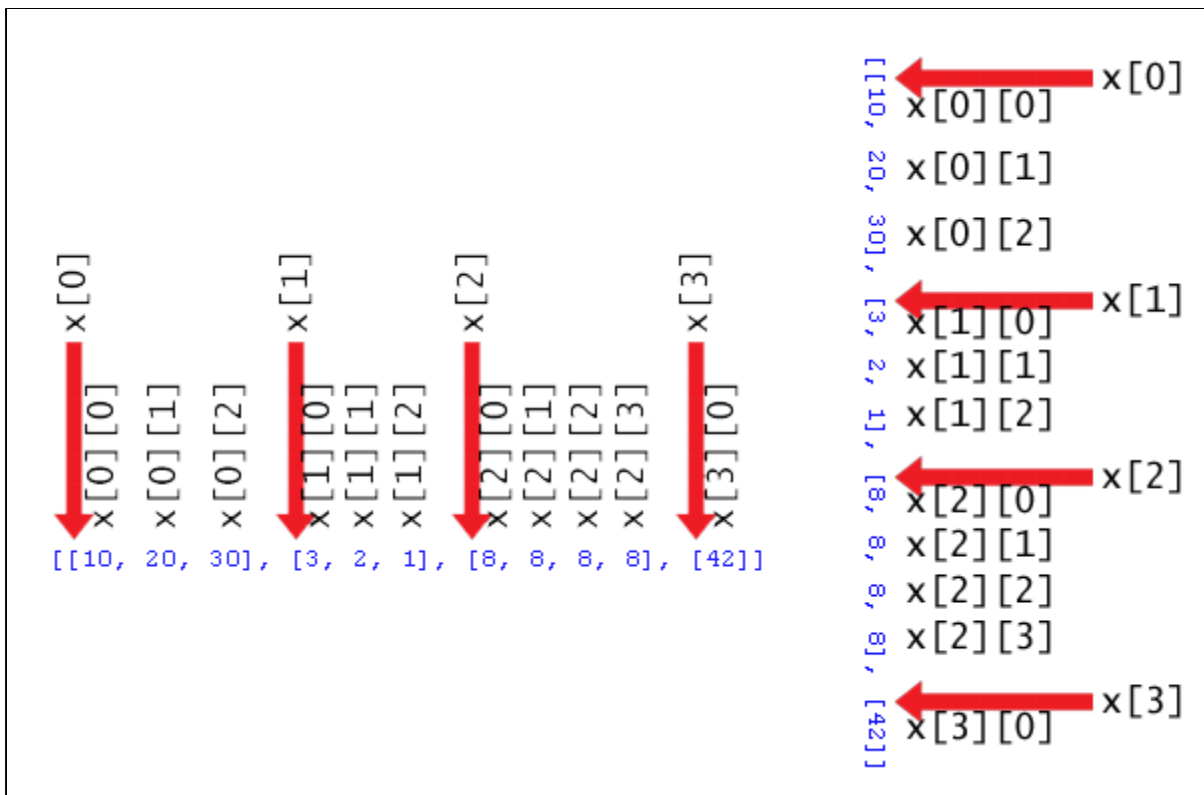 x[0]
x[1]
x[2]
x[3]
x[0][0]
x[0][1]
x[0][2]
x[1][0]
x[1][1]
x[1][2]
x[2][0]
x[2][1]
x[2][2]
x[2][3]
x[3][0]
[[10, 20, 30], [3, 2, 1], [8, 8, 8, 8], [42]]
[[10, 20, 30], [3, 2, 1], [8, 8, 8, 8], [42]]
x[0]
x[0][0]
x[0][1]
x[0][2]
x[1]
x[1][0]
x[1][1]
x[1][2]
x[2]
x[2][0]
x[2][1]
x[2][2]
x[2][3]
x[3]
x[3][0]